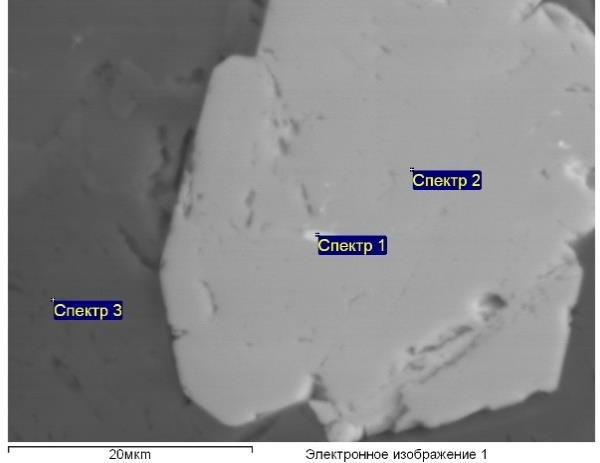 Спектр 2
Спектр 1
Спектр 3
20мкm
Электронное изображение 1